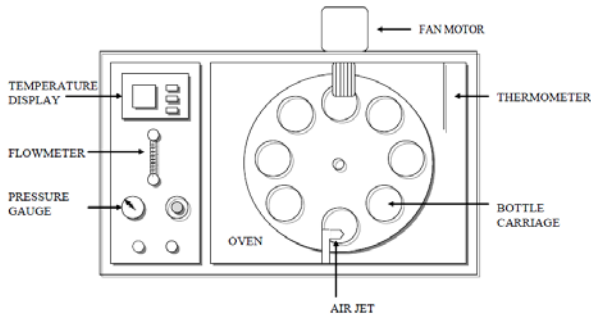 FAN MOTOR
TEMPERATURE
DISPLAY
THERMOMETER
FLOWMETER
PRESSURE
GAUGE
BOTTLE
CARRIAGE
OVEN
AIR JET